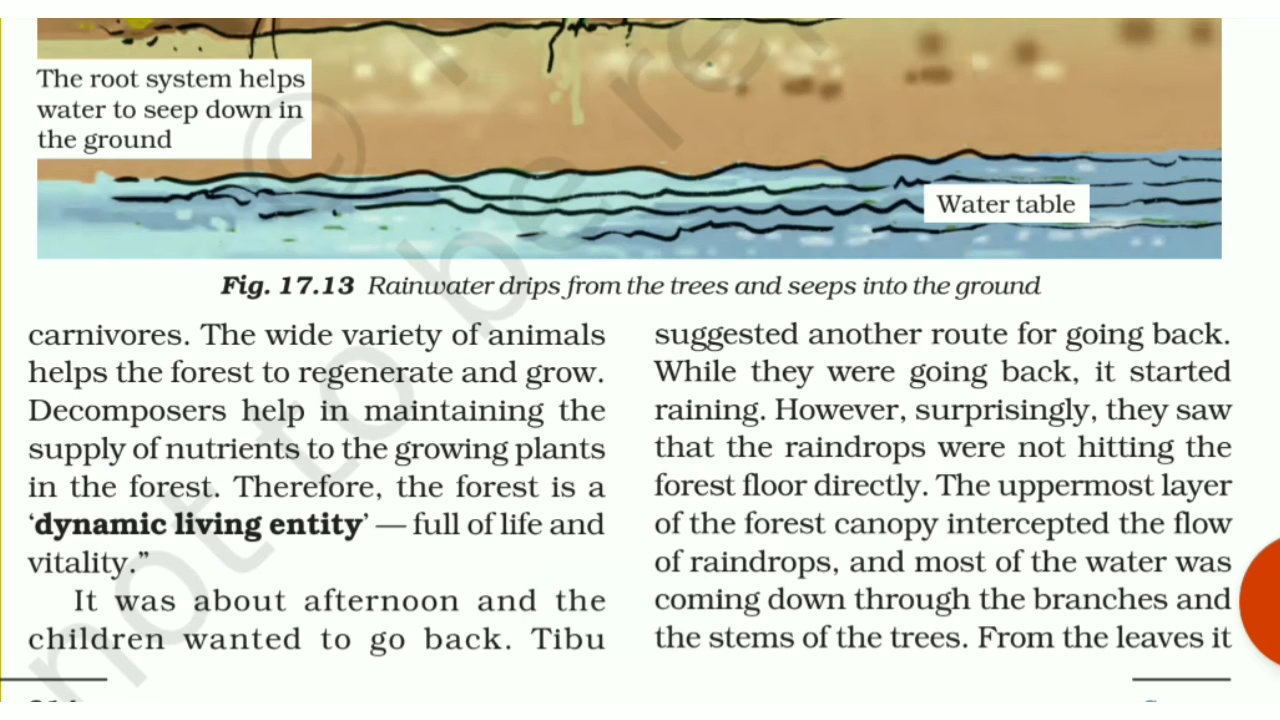 The root system helps
water to seep down in
the ground
Water table
Fig. 17.13 Rainwater drips from the trees and seeps into the ground
carnivores. The wide variety of animals
helps the forest to regenerate and grow.
Decomposers help in maintaining the
supply of nutrients to the growing plants
in the forest. Therefore, the forest is a
‘dynamic living entity’ — full of life and
vitality.”
It was about afternoon and the
children wanted to go back. Tibu
suggested another route for going back.
While they were going back, it started
raining. However, surprisingly, they saw
that the raindrops were not hitting the
forest floor directly. The uppermost layer
of the forest canopy intercepted the flow
of raindrops, and most of the water was
coming down through the branches and
the stems of the trees. From the leaves it
not to be re